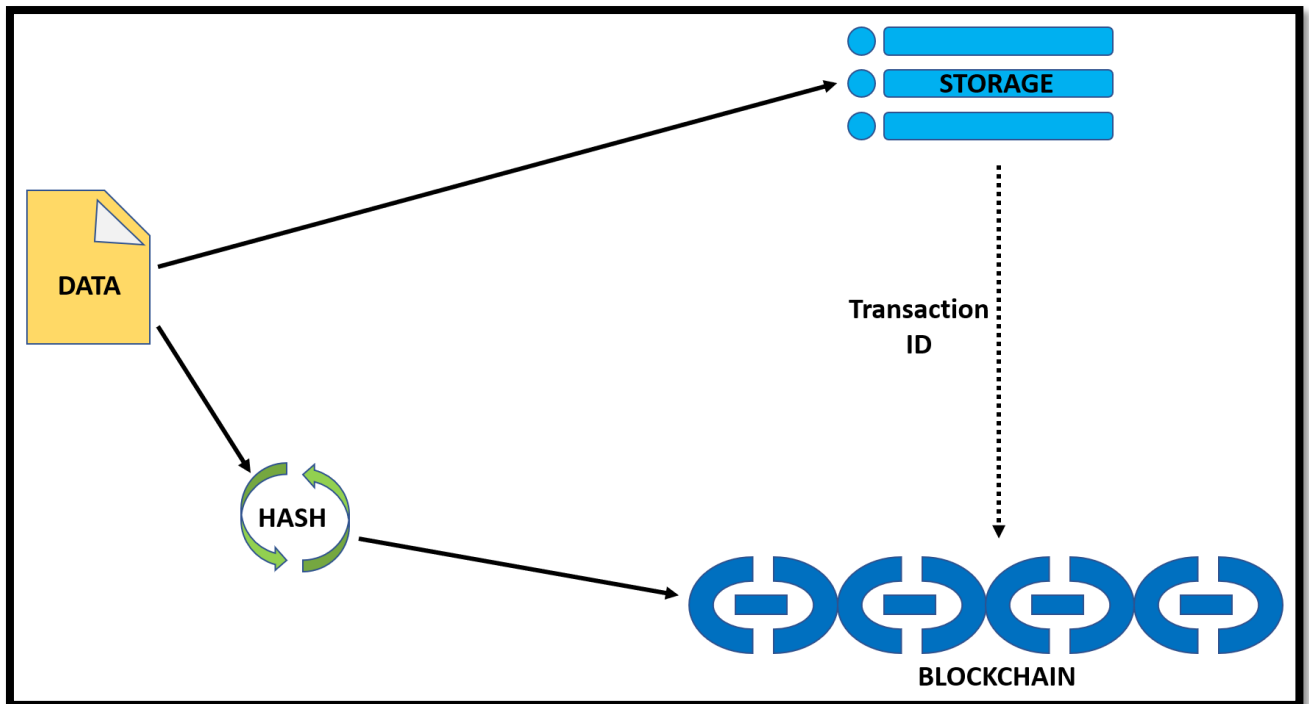 STORAGE
DATA
Transaction
ID
HASH
BLOCKCHAIN